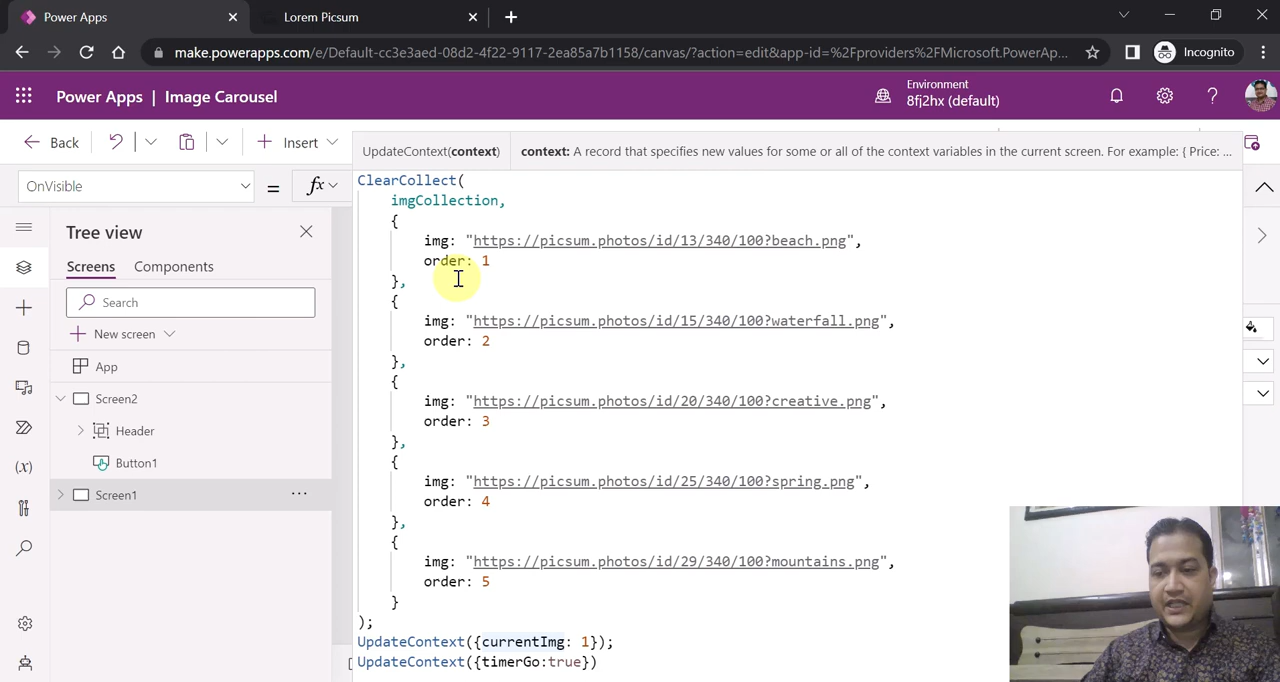 Power Apps
Lorem Picsum
make.powerapps.com/e/Default-cc3e3aed-08d2-4f22-9117-2ea85a7b1158/canvas/?action=edit&app-id=%2Fproviders%2FMicrosoft.PowerAp...
Incognito
Power Apps | Image Carousel
Environment
8fj2hx (default)
Back
Insert
UpdateContext(context)
context: A record that specifies new values for some or all of the context variables in the current screen. For example: { Price: ...
OnVisible
=
fx
Tree view
Screens
Components
Search
New screen
App
Screen2
Header
Button1
Screen1
ClearCollect(
imgCollection,
{
img: "https://picsum.photos/id/13/340/100?beach.png",
order: 1
},
{
img: "https://picsum.photos/id/15/340/100?waterfall.png",
order: 2
},
{
img: "https://picsum.photos/id/20/340/100?creative.png",
order: 3
},
{
img: "https://picsum.photos/id/25/340/100?spring.png",
order: 4
},
{
img: "https://picsum.photos/id/29/340/100?mountains.png",
order: 5
}
);
UpdateContext({currentImg: 1});
UpdateContext({timerGo:true})